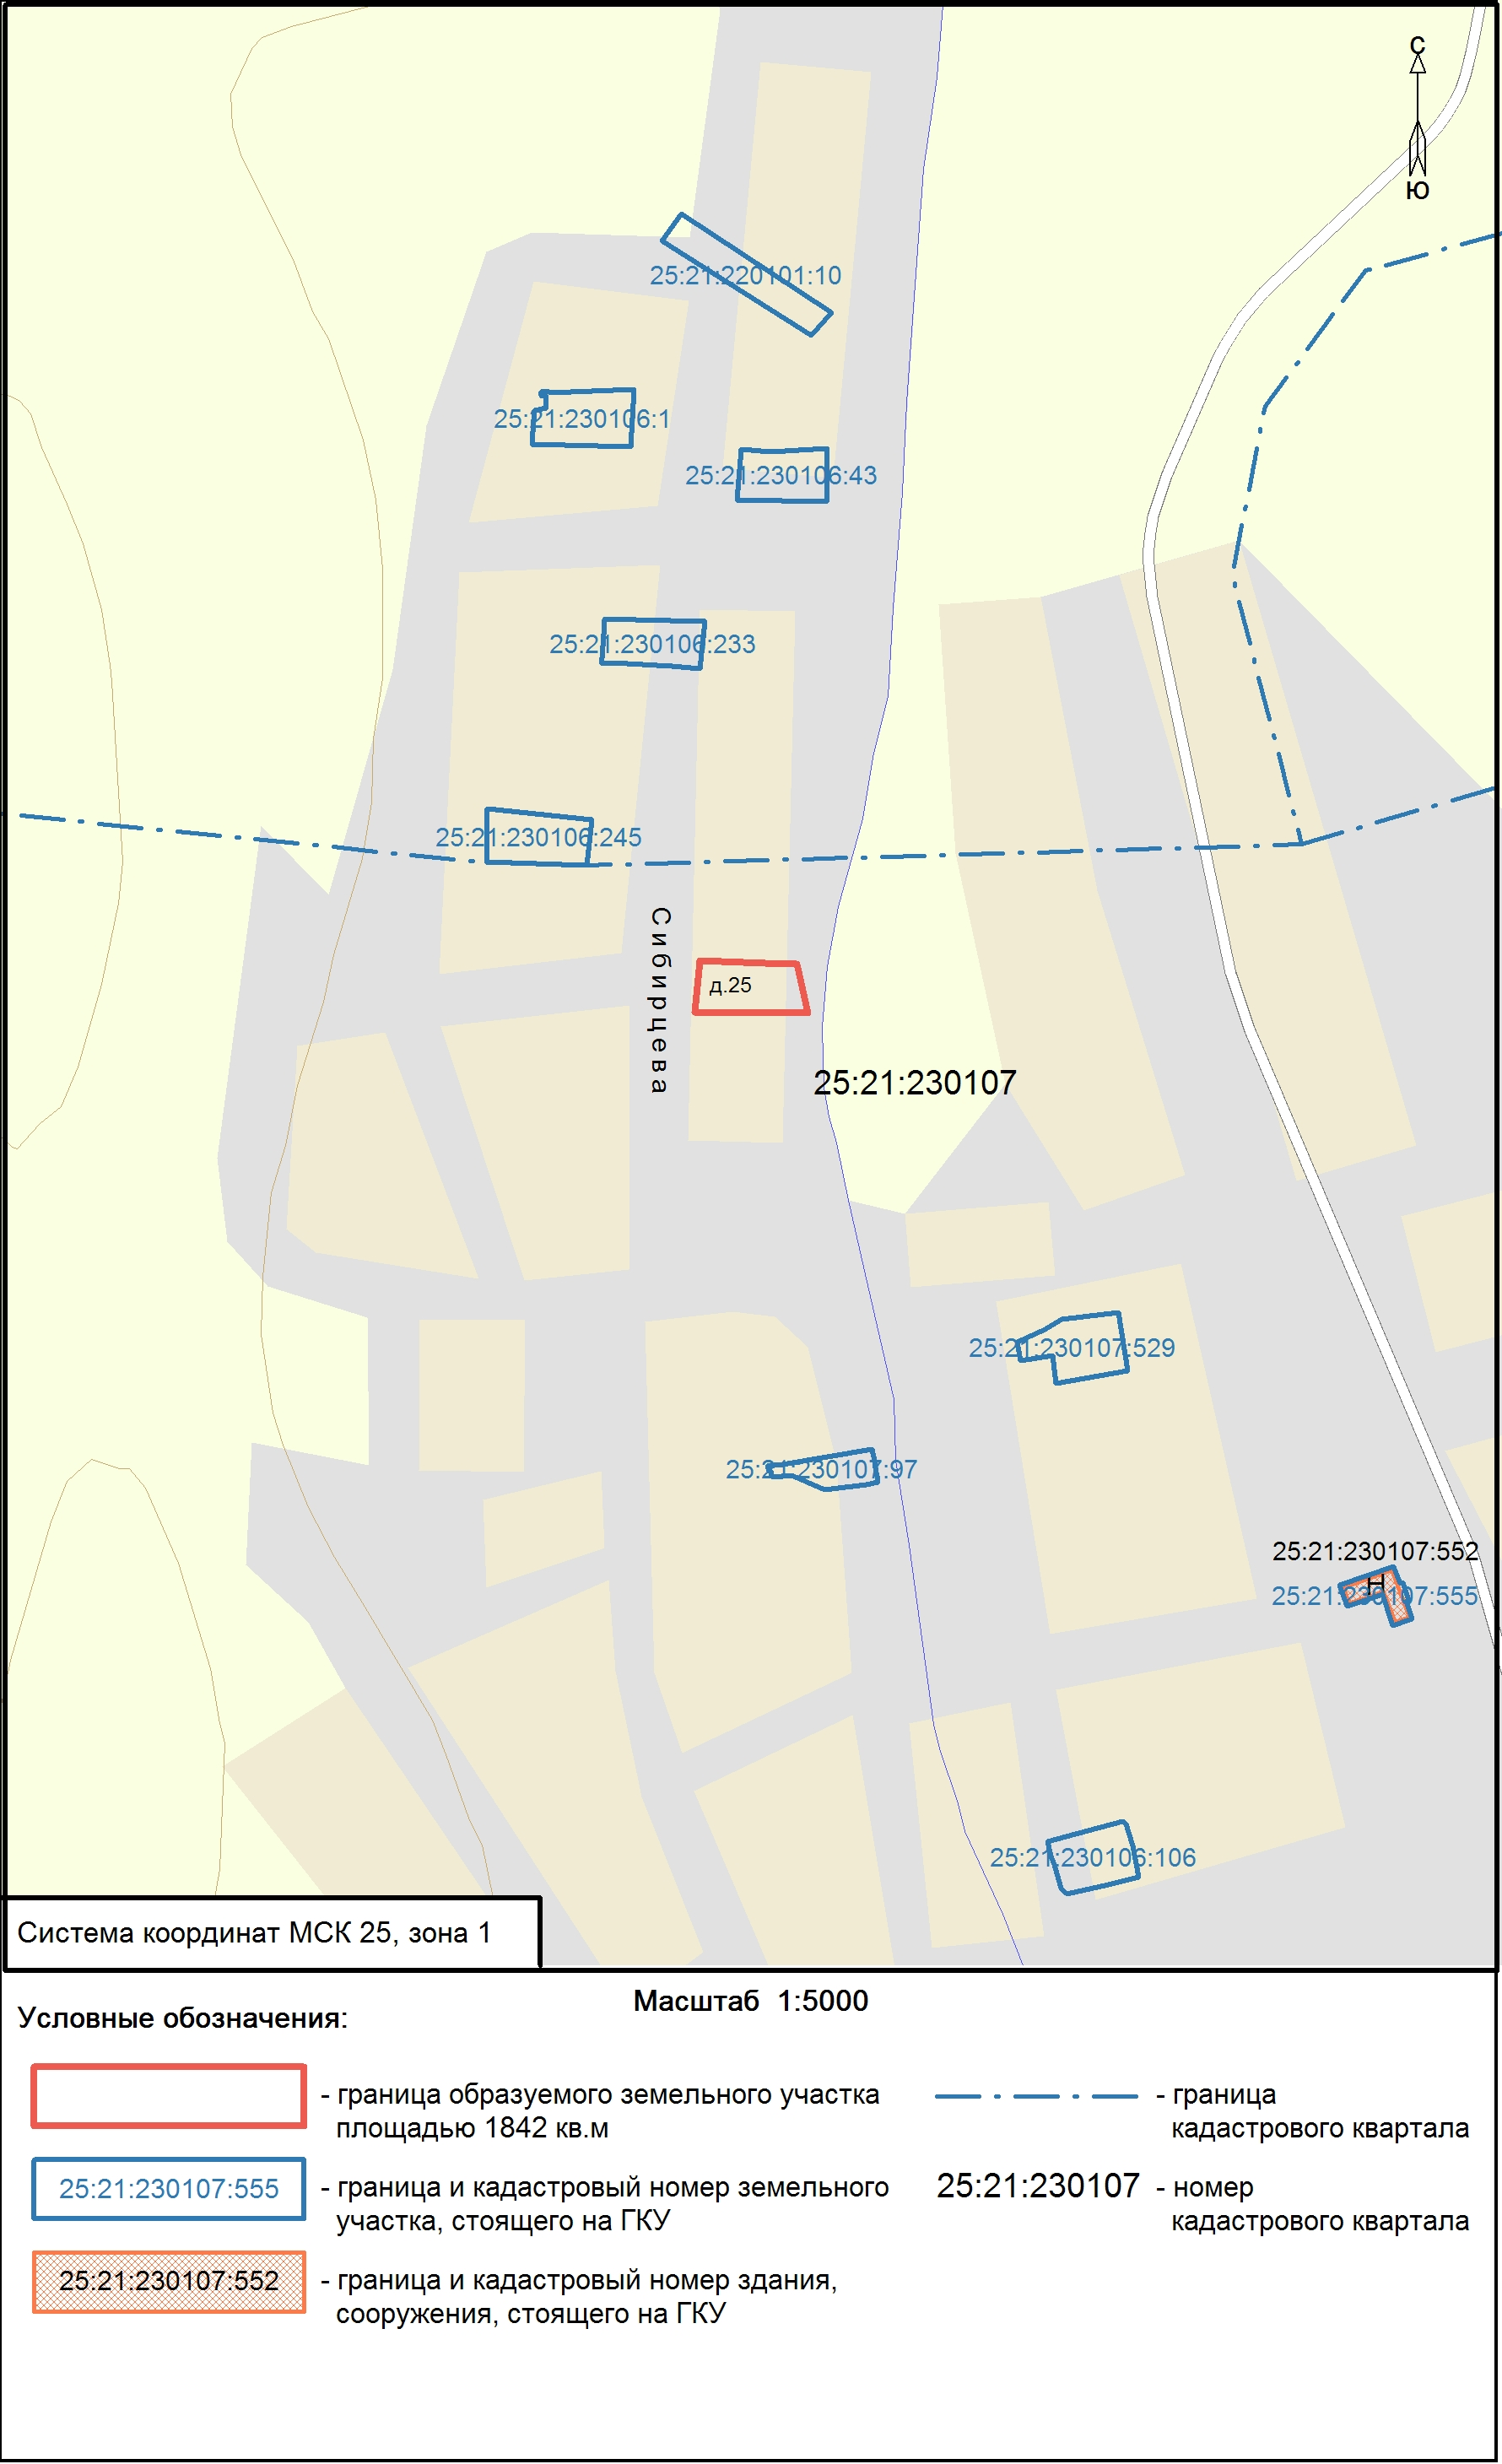 С
Ю
25:21:220101:10
25:21:230106:1
25:21:230106:43
25:21:230106:233
25:21:230106:245
Сибирцева
д.25
25:21:230107
25:21:230107:529
25:21:230107:97
25:21:230107:552
Н
25:21:230107:555
25:21:230106:106
Система координат МСК 25, зона 1
Масштаб 1:5000
Условные обозначения:
- граница образуемого земельного участка
площадью 1842 кв.м
25:21:230107:555
- граница и кадастровый номер земельного
участка, стоящего на ГКУ
25:21:230107:552
- граница и кадастровый номер здания,
сооружения, стоящего на ГКУ
- граница
кадастрового квартала
25:21:230107
- номер
кадастрового квартала